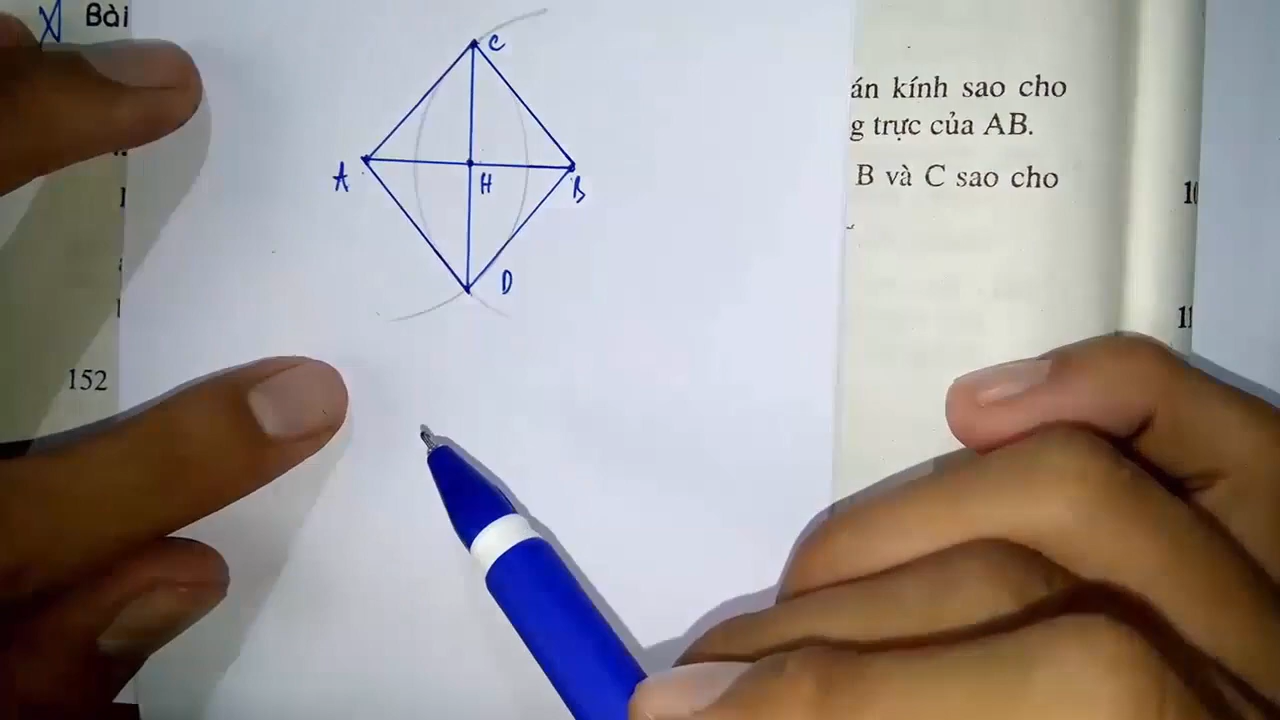 Bài
C
án kính sao cho
g trực của AB.
A
H
B
B và C sao cho
D
152